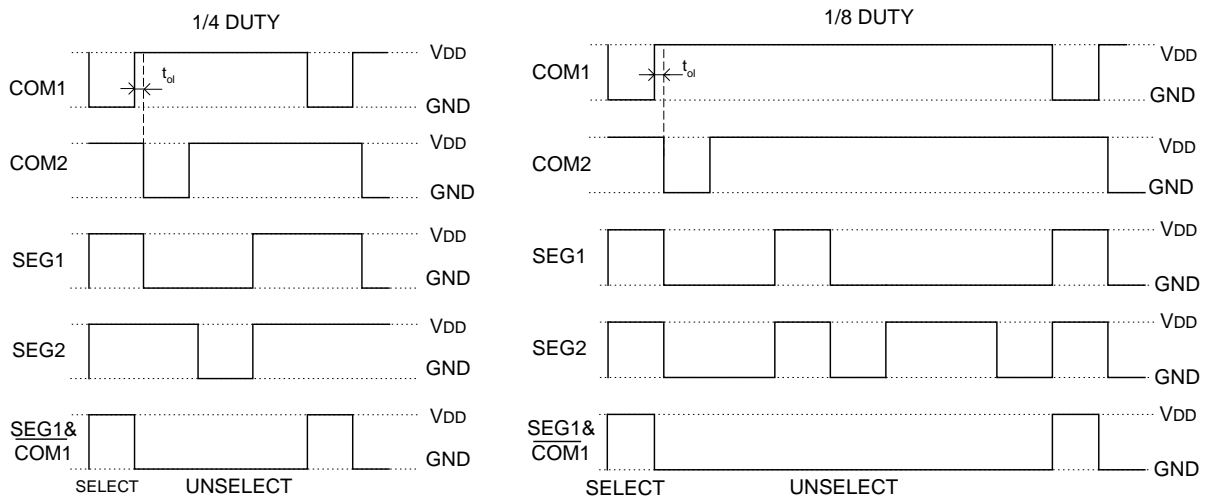 1/4 DUTY
COM1
tol
VDD
GND
COM2
VDD
GND
SEG1
VDD
GND
SEG2
VDD
GND
SEG1&
COM1
VDD
GND
SELECT
UNSELECT
1/8 DUTY
COM1
tol
VDD
GND
COM2
VDD
GND
SEG1
VDD
GND
SEG2
VDD
GND
SEG1&
COM1
VDD
GND
SELECT
UNSELECT